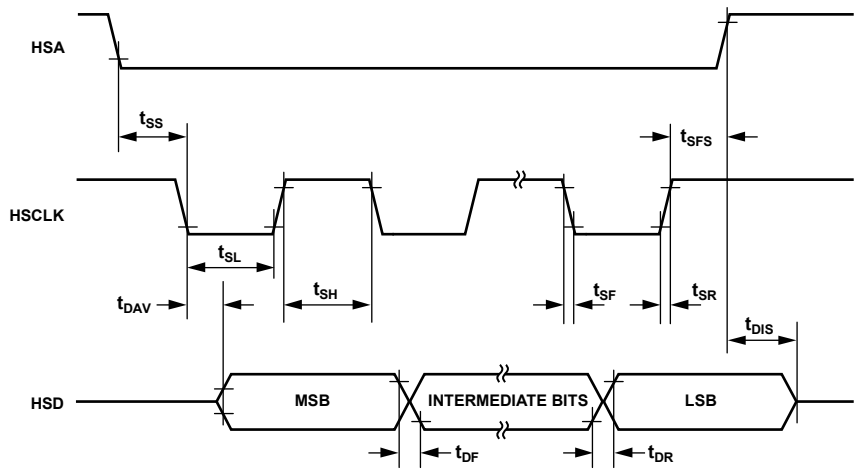 HSA
tSS
tSFS
HSCLK
tSL
tSH
tSF
tSR
tDAV
tDIS
HSD
MSB
INTERMEDIATE BITS
LSB
tDF
tDR